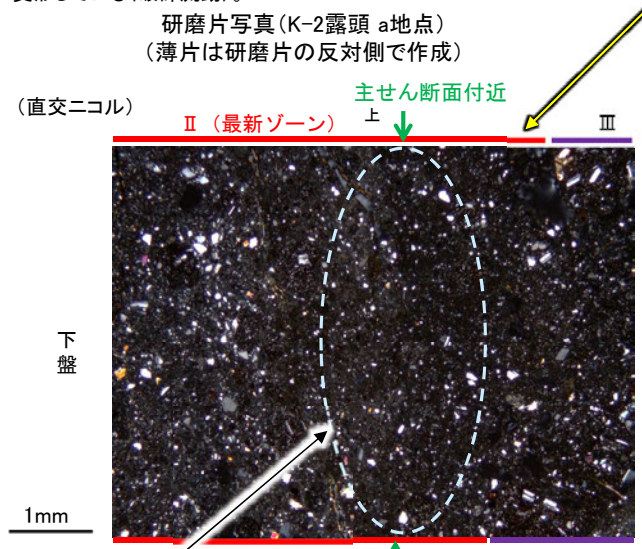 研磨片写真(K-2露頭 a地点)
(薄片は研磨片の反対側で作成)
(直交ニコル)
主せん断面付近
上
Ⅱ (最新ゾーン)
Ⅲ
下
盤
1mm